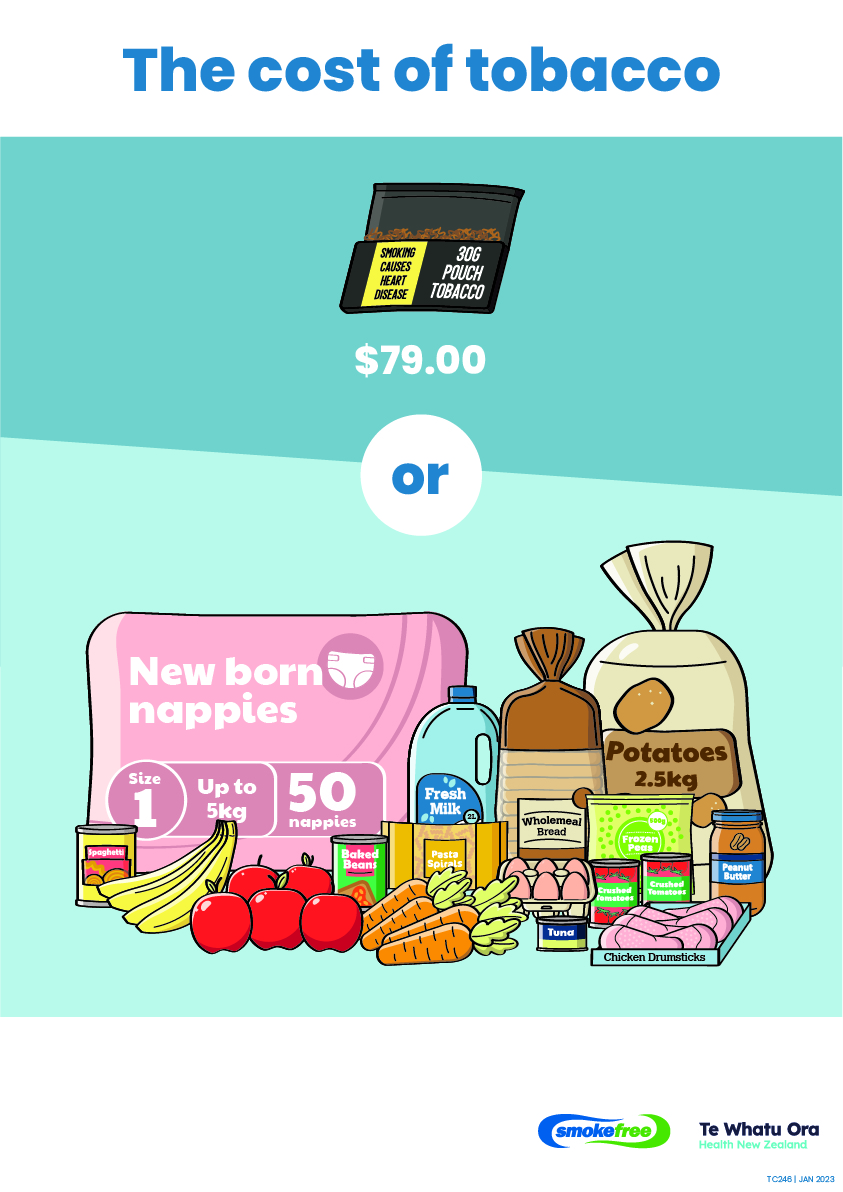 The cost of tobacco
SMOKING
CAUSES
HEART
DISEASE
30G
POUCH
TOBACCO
$79.00
or
New born
nappies
Size
1
Up to
5kg
50
nappies
Fresh
Milk
2L
Wholemeal
Bread
Potatoes
2.5kg
Spaghetti
Baked
Beans
Pasta
Spirals
Frozen
Peas
Crushed
Tomatoes
Crushed
Tomatoes
Peanut
Butter
Tuna
Chicken Drumsticks
smokefree
Te Whatu Ora
Health New Zealand
TC246 | JAN 2023